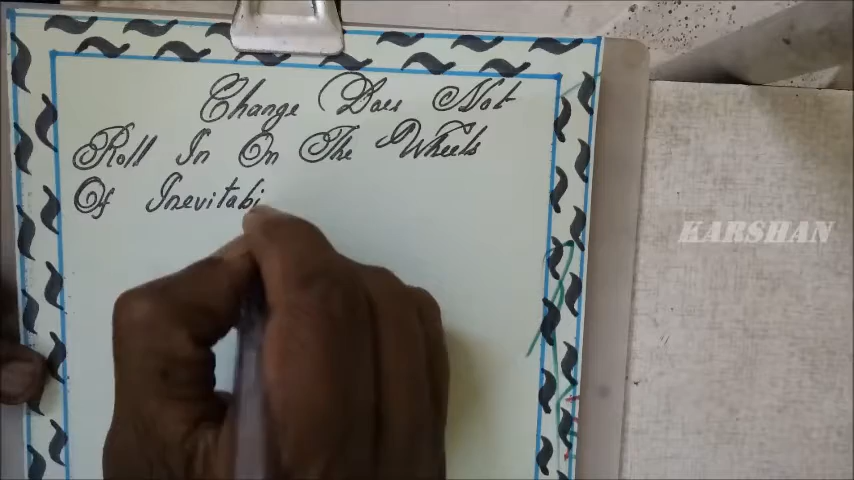 Change Does Not
Roll In On The Wheels
Of Inevitabi
KARSHAN